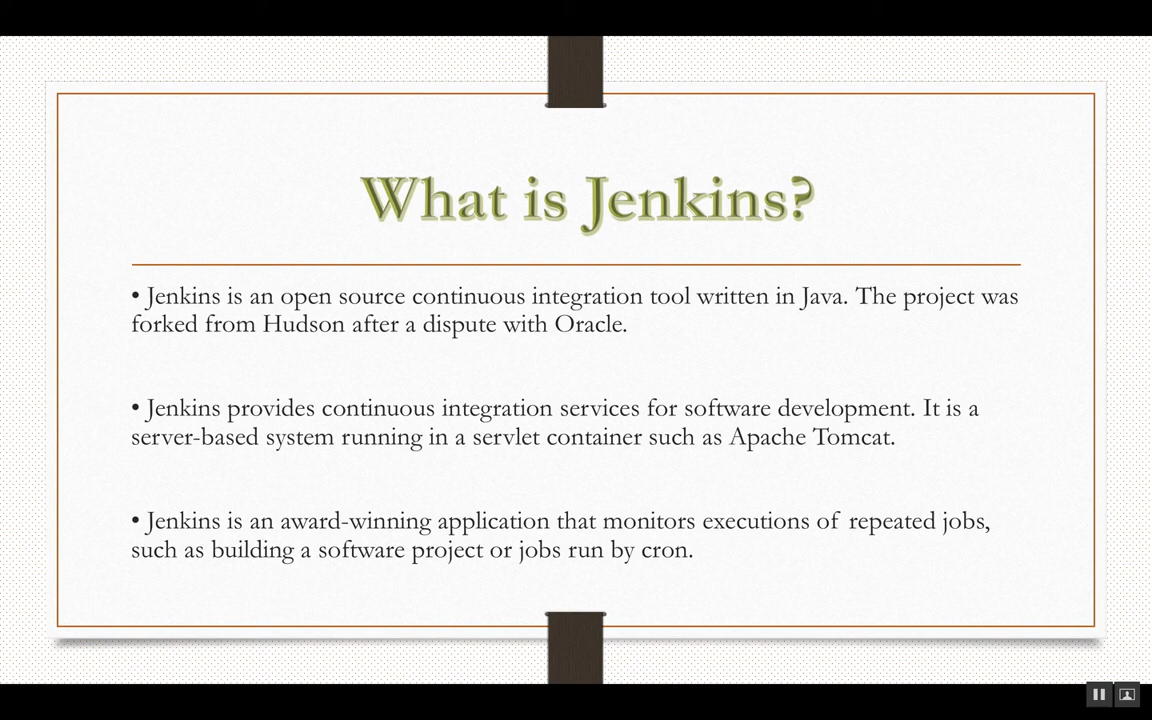 What is Jenkins?
• Jenkins is an open source continuous integration tool written in Java. The project was
forked from Hudson after a dispute with Oracle.
• Jenkins provides continuous integration services for software development. It is a
server-based system running in a servlet container such as Apache Tomcat.
• Jenkins is an award-winning application that monitors executions of repeated jobs,
such as building a software project or jobs run by cron.